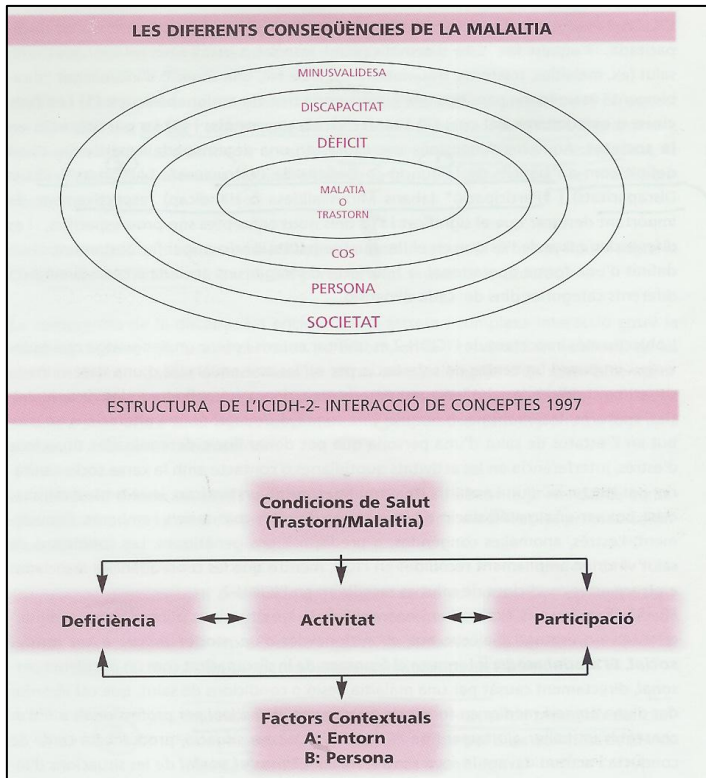 LES DIFERENTS CONSEQÜÈNCIES DE LA MALALTIA
MINUSVALIDESA
DISCAPACITAT
DÈFICIT
MALATIA
O
TRASTORN
COS
PERSONA
SOCIETAT
ESTRUCTURA DE L'ICIDH-2- INTERACCIÓ DE CONCEPTES 1997
Condicions de Salut
(Trastorn/Malaltia)
Deficiència
Activitat
Participació
Factors Contextuals
A: Entorn
B: Persona